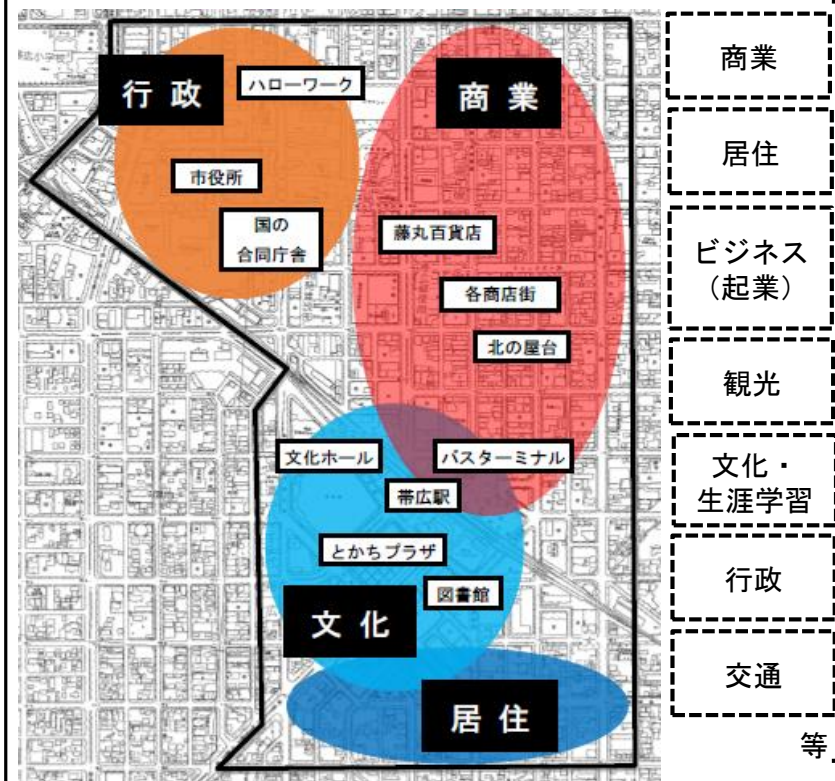 行政
ハローワーク
市役所
国の
合同庁舎
商業
藤丸百貨店
各商店街
北の屋台
文化ホール
バスターミナル
帯広駅
とかちプラザ
図書館
文化
居住
商業
居住
ビジネス
（起業）
観光
文化・
生涯学習
行政
交通
等